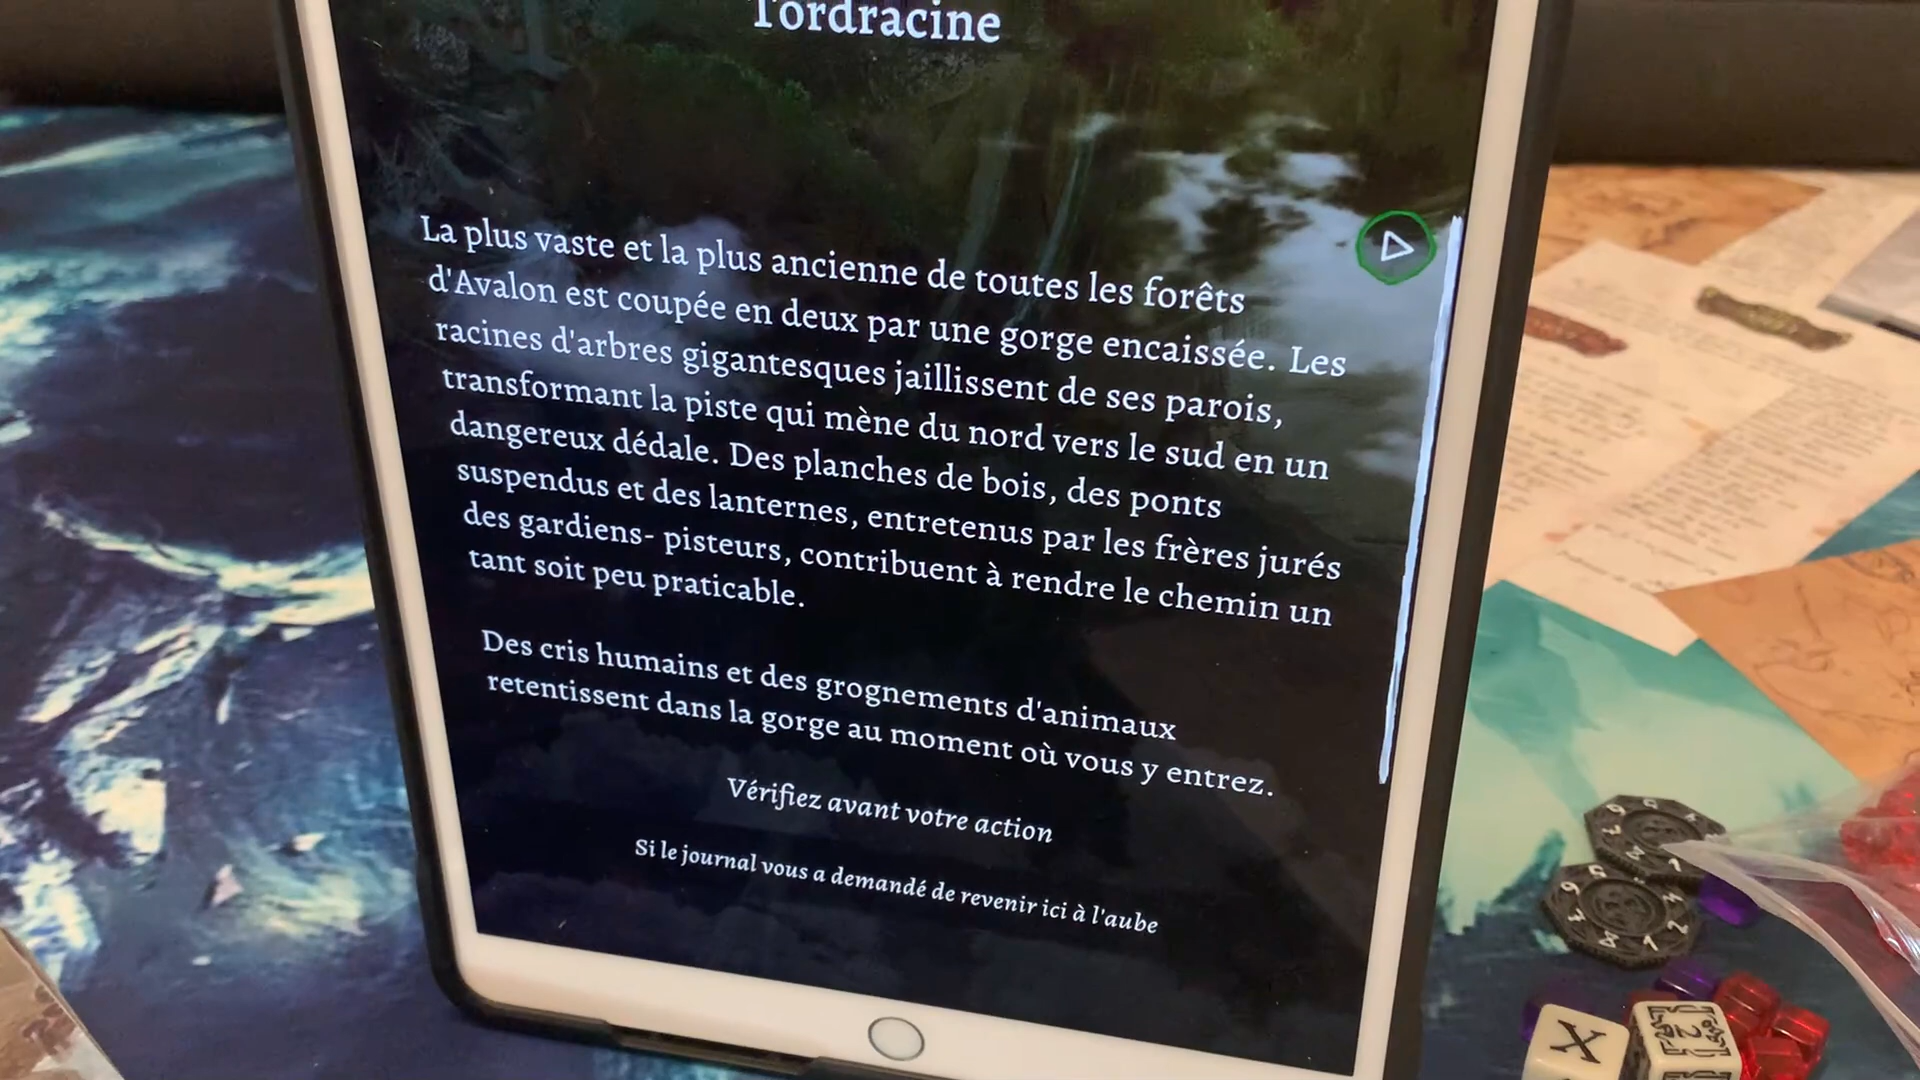 Tordracine
La plus vaste et la plus ancienne de toutes les forêts
d'Avalon est coupée en deux par une gorge encaissée. Les
racines d'arbres gigantesques jaillissent de ses parois,
transformant la piste qui mène du nord vers le sud en un
dangereux dédale. Des planches de bois, des ponts
suspendus et des lanternes, entretenus par les frères jurés
des gardiens- pisteurs, contribuent à rendre le chemin un
tant soit peu praticable.
Des cris humains et des grognements d'animaux
retentissent dans la gorge au moment où vous y entrez.
Vérifiez avant votre action
Si le journal vous a demandé de revenir ici à l'aube